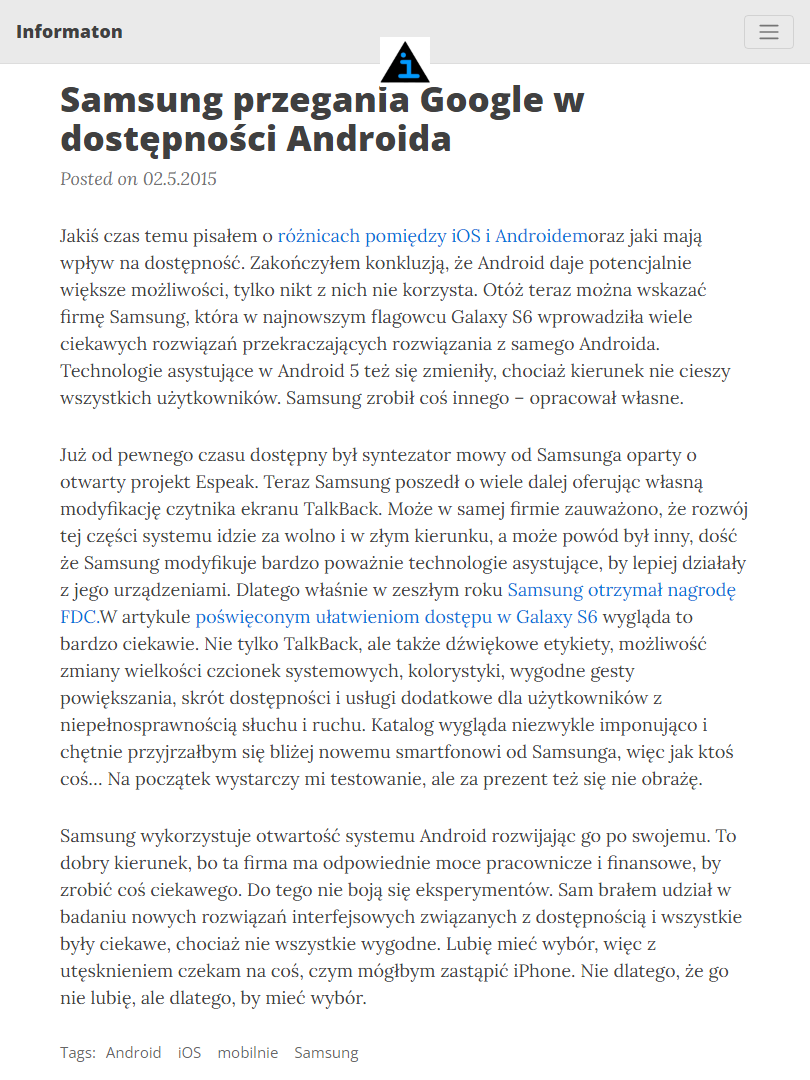 Informaton
i
Samsung przegania Google w
dostępności Androida
Posted on 02.5.2015
Jakiś czas temu pisałem o różnicach pomiędzy iOS i Androidemoraz jaki mają
wpływ na dostępność. Zakończyłem konkluzją, że Android daje potencjalnie
większe możliwości, tylko nikt z nich nie korzysta. Otóż teraz można wskazać
firmę Samsung, która w najnowszym flagowcu Galaxy S6 wprowadziła wiele
ciekawych rozwiązań przekraczających rozwiązania z samego Androida.
Technologie asystujące w Android 5 też się zmieniły, chociaż kierunek nie cieszy
wszystkich użytkowników. Samsung zrobił coś innego – opracował własne.
Już od pewnego czasu dostępny był syntezator mowy od Samsunga oparty o
otwarty projekt Espeak. Teraz Samsung poszedł o wiele dalej oferując własną
modyfikację czytnika ekranu TalkBack. Może w samej firmie zauważono, że rozwój
tej części systemu idzie za wolno i w złym kierunku, a może powód był inny, dość
że Samsung modyfikuje bardzo poważnie technologie asystujące, by lepiej działały
z jego urządzeniami. Dlatego właśnie w zeszłym roku Samsung otrzymał nagrodę
FDC.W artykule poświęconym ułatwieniom dostępu w Galaxy S6 wygląda to
bardzo ciekawie. Nie tylko TalkBack, ale także dźwiękowe etykiety, możliwość
zmiany wielkości czcionek systemowych, kolorystyki, wygodne gesty
powiększania, skrót dostępności i usługi dodatkowe dla użytkowników z
niepełnosprawnością słuchu i ruchu. Katalog wygląda niezwykle imponująco i
chętnie przyjrzałbym się bliżej nowemu smartfonowi od Samsunga, więc jak ktoś
coś… Na początek wystarczy mi testowanie, ale za prezent też się nie obrażę.
Samsung wykorzystuje otwartość systemu Android rozwijając go po swojemu. To
dobry kierunek, bo ta firma ma odpowiednie moce pracownicze i finansowe, by
zrobić coś ciekawego. Do tego nie boją się eksperymentów. Sam brałem udział w
badaniu nowych rozwiązań interfejsowych związanych z dostępnością i wszystkie
były ciekawe, chociaż nie wszystkie wygodne. Lubię mieć wybór, więc z
utęsknieniem czekam na coś, czym mógłbym zastąpić iPhone. Nie dlatego, że go
nie lubię, ale dlatego, by mieć wybór.
Tags: Android iOS mobilnie Samsung